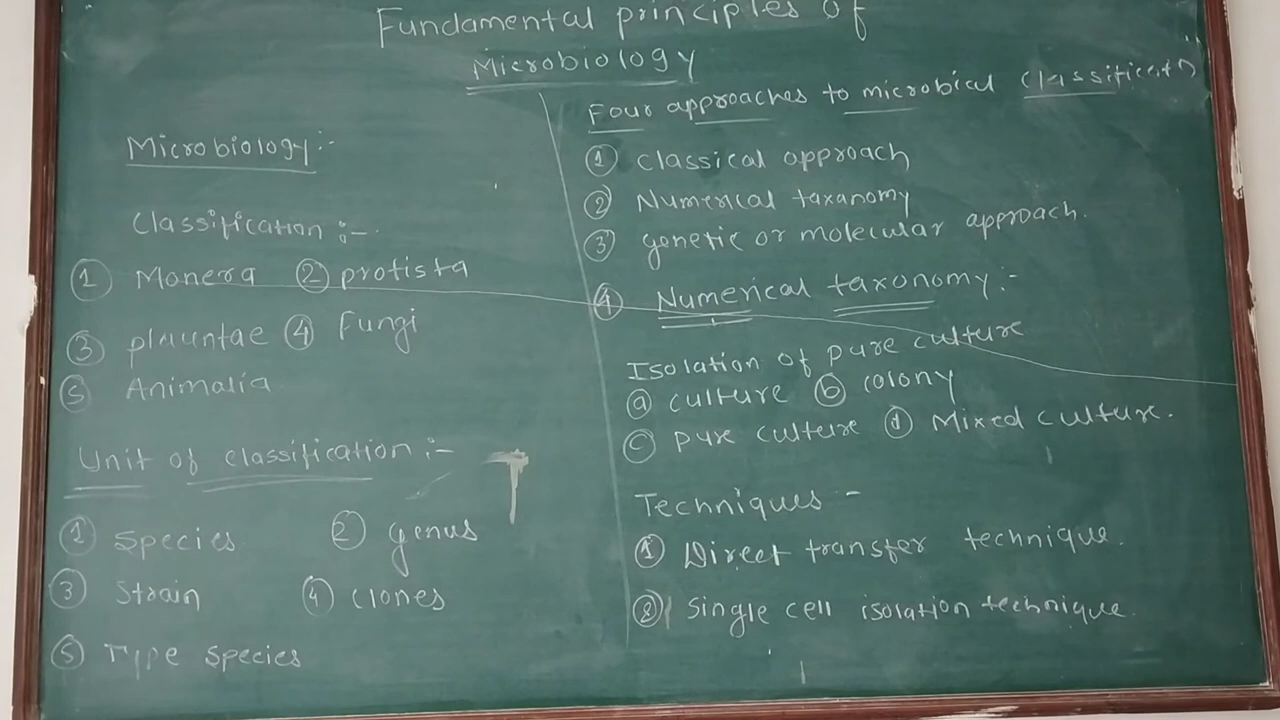 Fundamental principles of
Microbiology
Microbiology:-
Classification :-
① Monera ② protista
③ plauntae ④ Fungi
⑤ Animalia
Unit of classification :-
① Species ② genus
③ Strain ④ clones
⑤ Type species
Four approaches to microbical classificatn
① classical approach
② Numerical taxanomy
③ genetic or molecular approach.
④ Numerical taxonomy:-
Isolation of pure culture
ⓐ culture ⓑ colony
ⓒ pure culture ⓓ Mixed culture.
Techniques -
① Direct transfer technique.
② Single cell isolation technique.